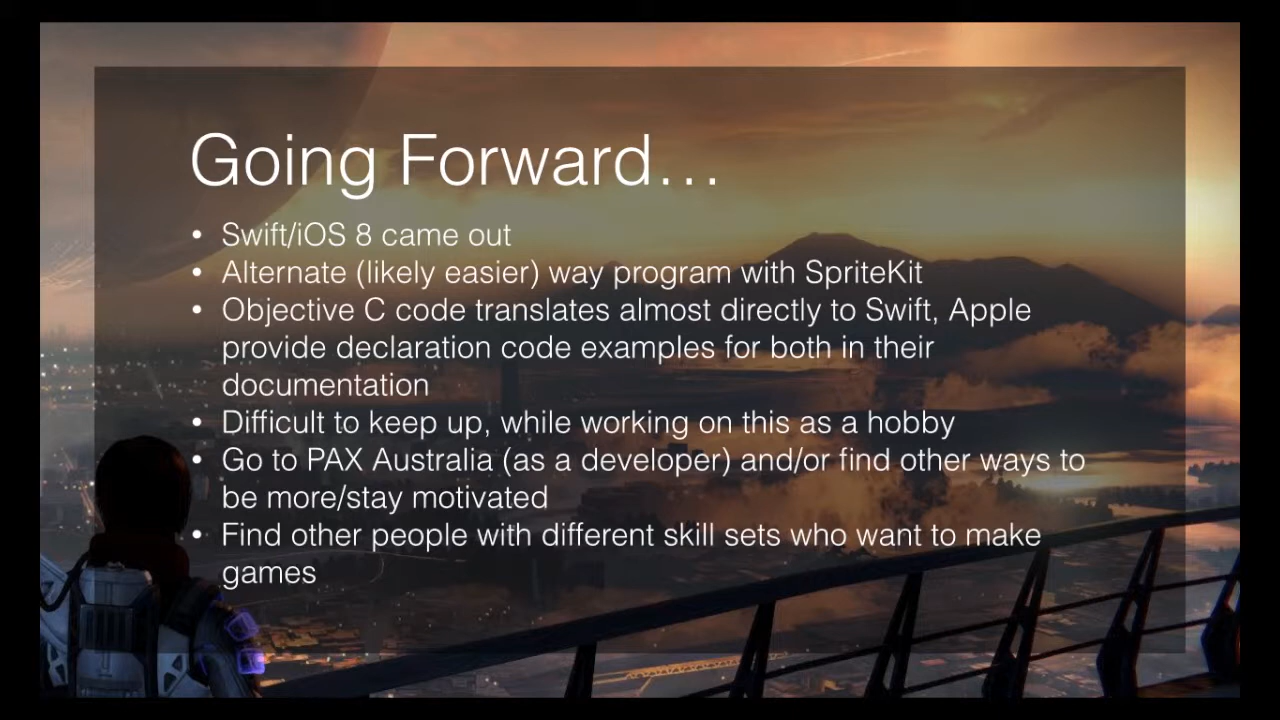 Going Forward…
• Swift/iOS 8 came out
• Alternate (likely easier) way program with SpriteKit
• Objective C code translates almost directly to Swift, Apple
provide declaration code examples for both in their
documentation
• Difficult to keep up, while working on this as a hobby
• Go to PAX Australia (as a developer) and/or find other ways to
be more/stay motivated
• Find other people with different skill sets who want to make
games